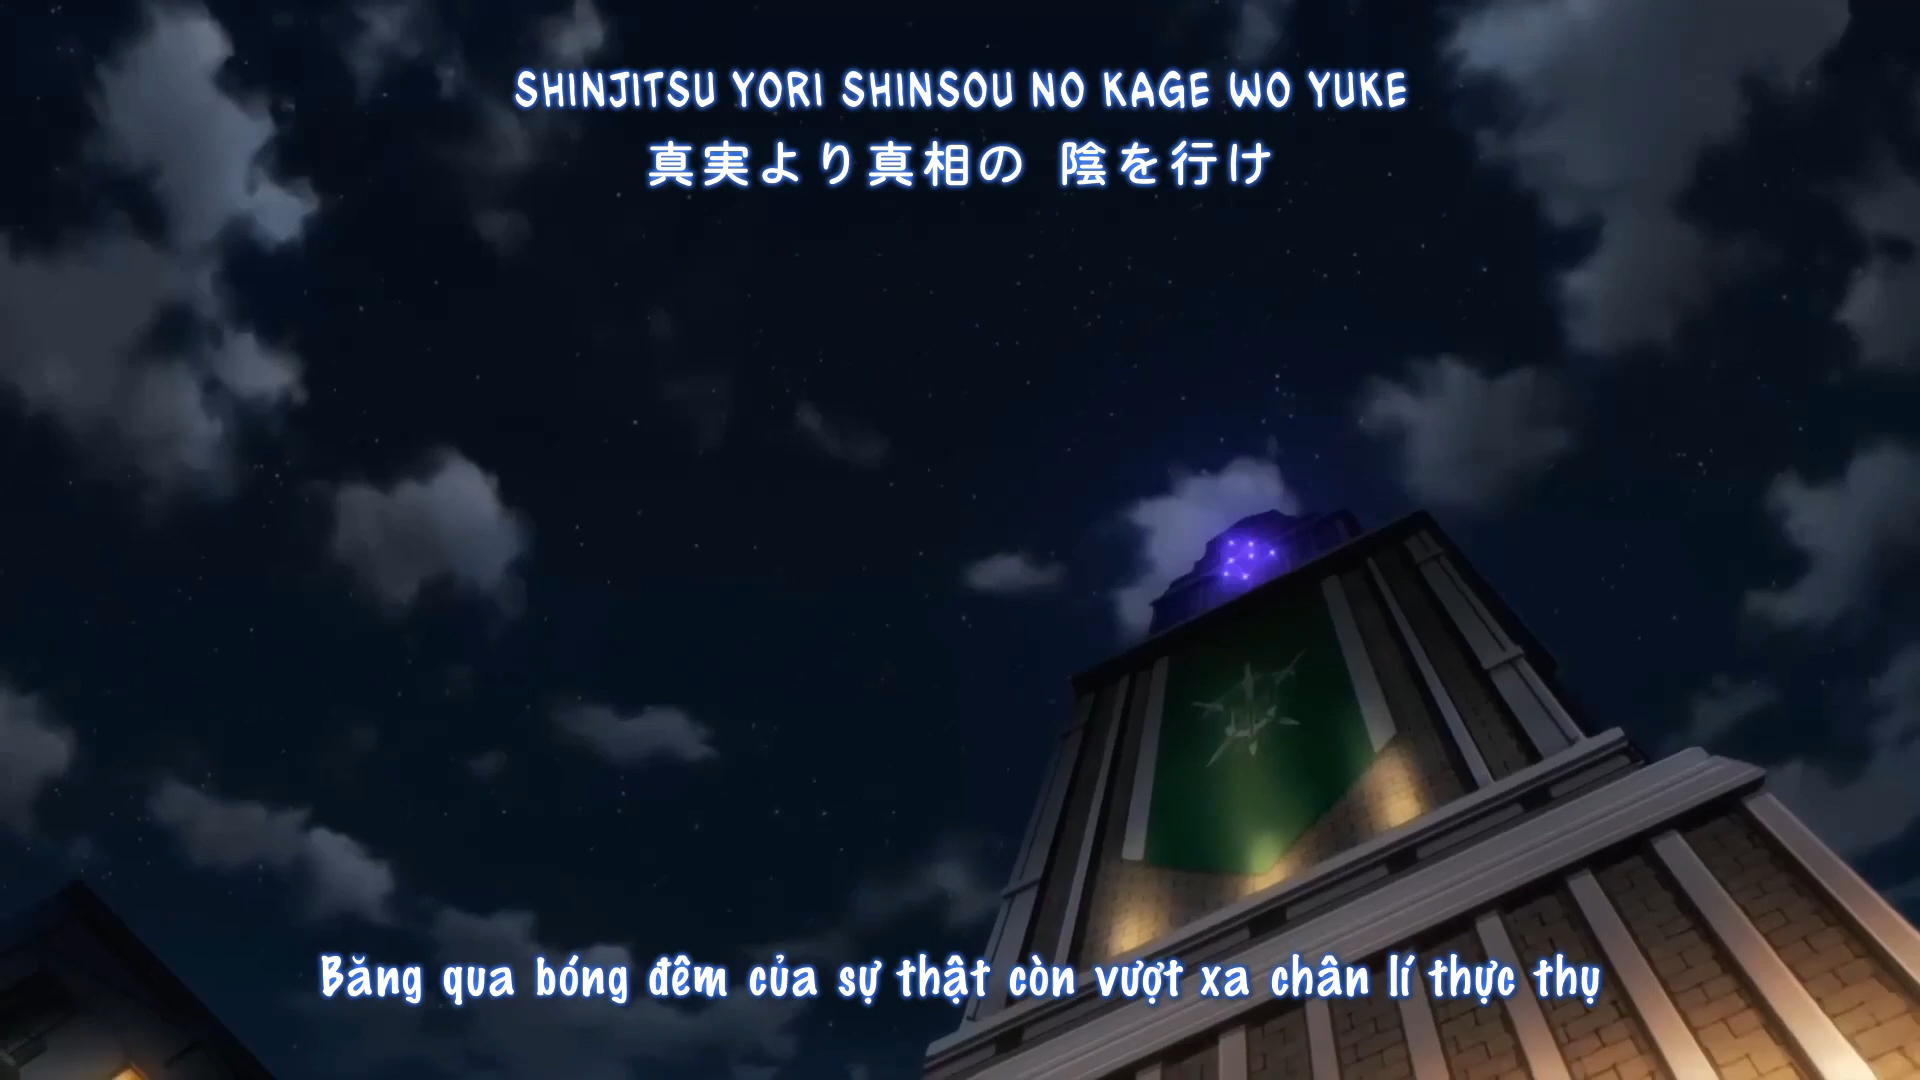 SHINJITSU YORI SHINSOU NO KAGE WO YUKE
真実より真相の 陰を行け
Băng qua bóng đêm của sự thật còn vượt xa chân lí thực thụ